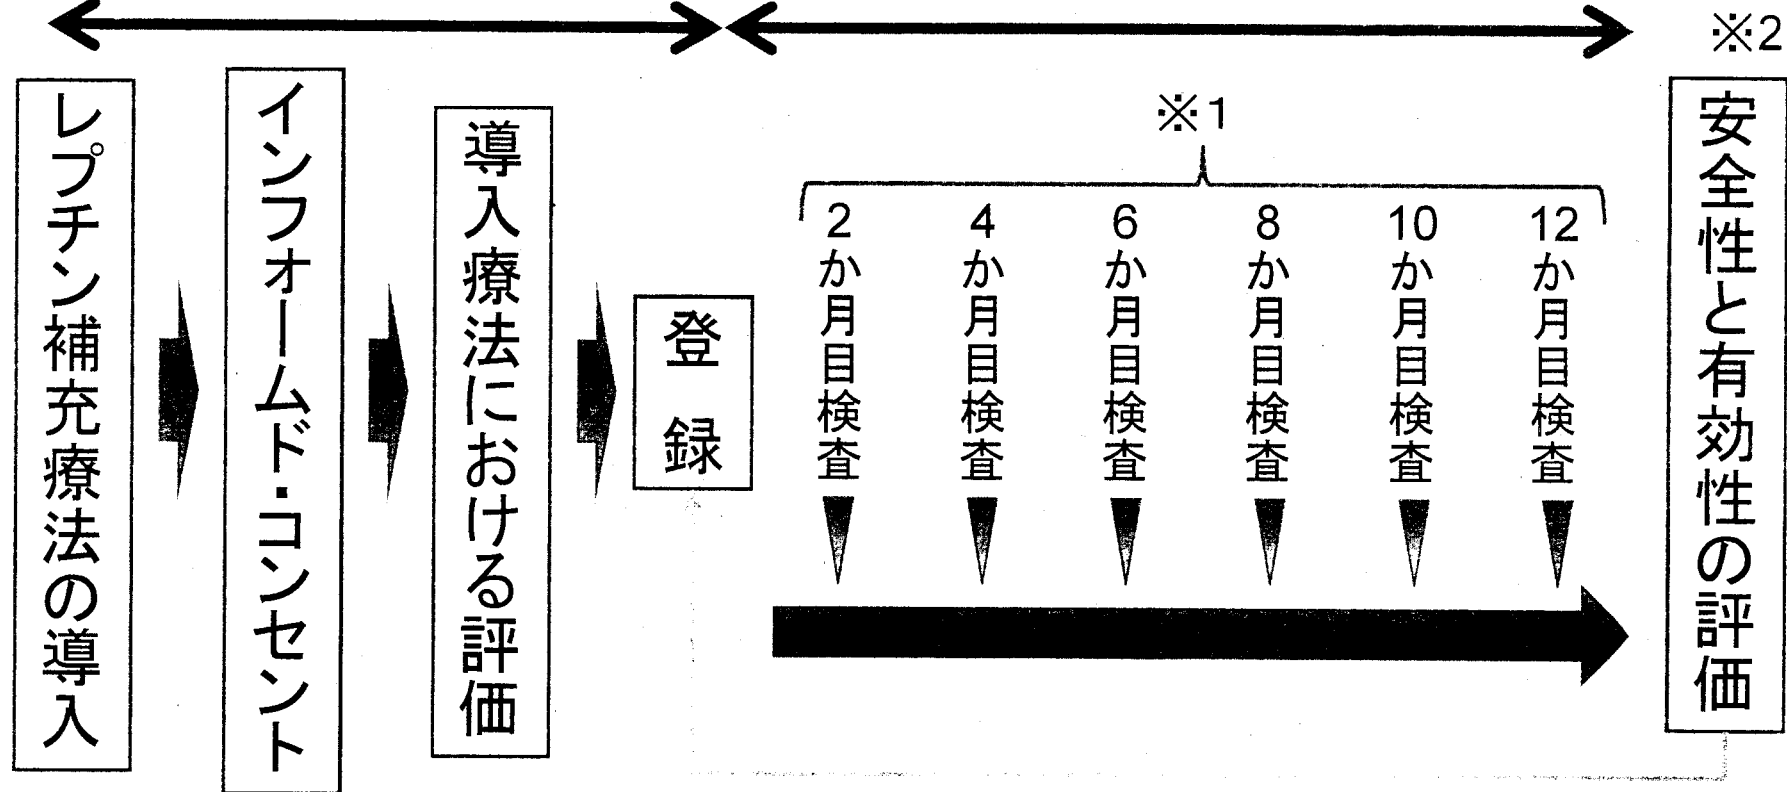 レプチン補充療法の導入
インフォームド・コンセント
導入療法における評価
登録
※1
2か月目検査
4か月目検査
6か月目検査
8か月目検査
10か月目検査
12か月目検査
※2
安全性と有効性の評価